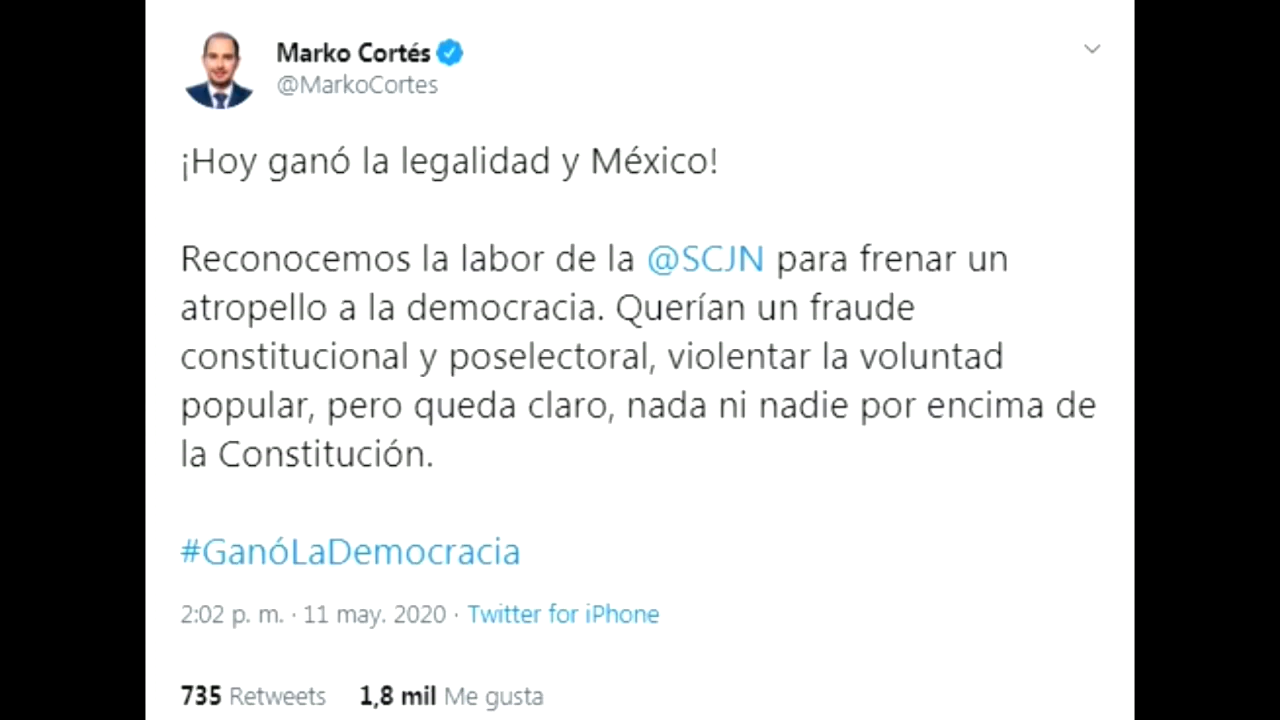 Marko Cortés
@MarkoCortes
¡Hoy ganó la legalidad y México!
Reconocemos la labor de la @SCJN para frenar un
atropello a la democracia. Querían un fraude
constitucional y poselectoral, violentar la voluntad
popular, pero queda claro, nada ni nadie por encima de
la Constitución.
#GanóLaDemocracia
2:02 p. m. · 11 may. 2020 · Twitter for iPhone
735 Retweets 1,8 mil Me gusta